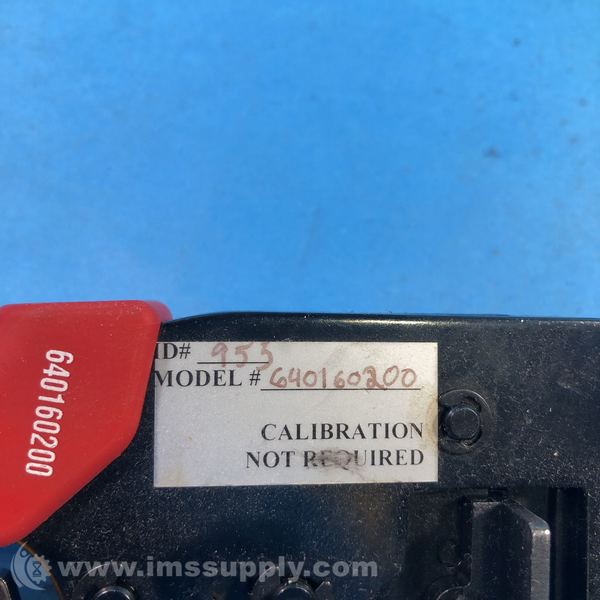 640160200
ID# 953
MODEL # 640160200
CALIBRATION
NOT REQUIRED
www.imssupply.com